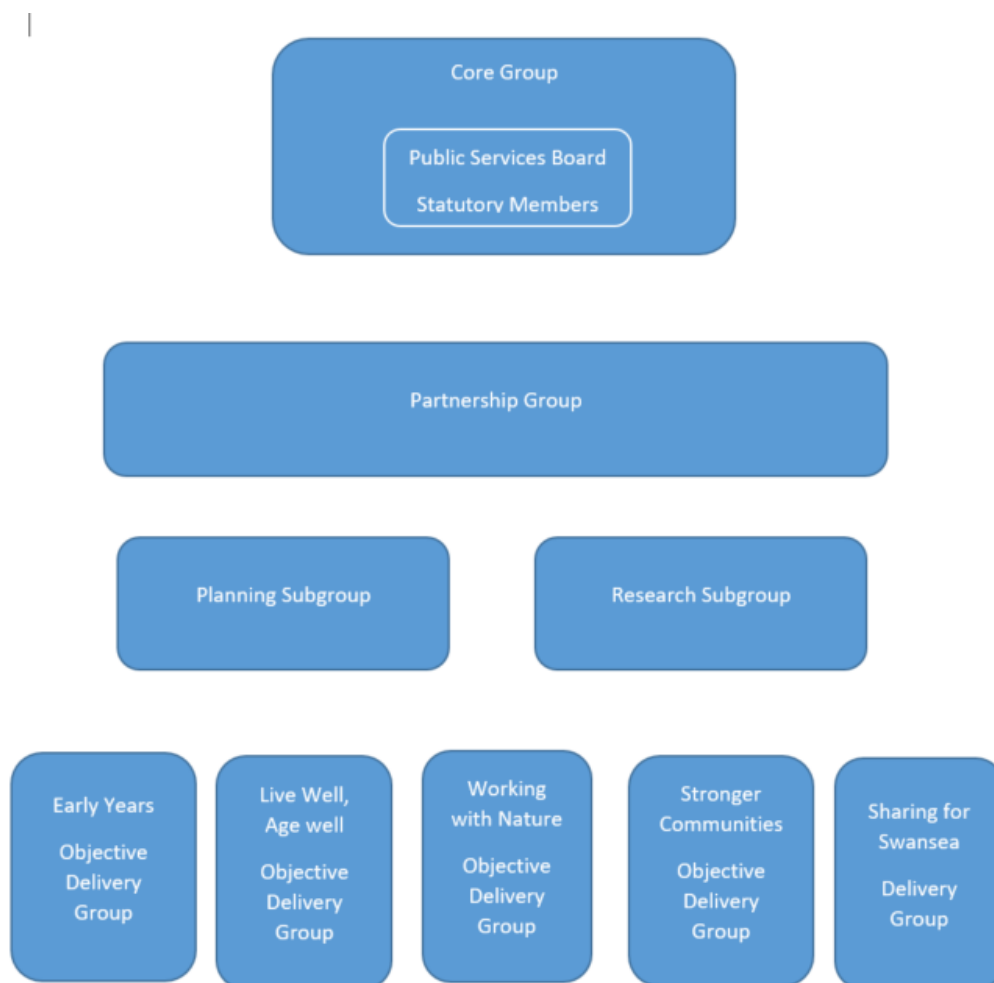 Core Group
Public Services Board
Statutory Members
Partnership Group
Planning Subgroup
Research Subgroup
Early Years
Objective
Delivery
Group
Live Well,
Age well
Objective
Delivery
Group
Working
with Nature
Objective
Delivery
Group
Stronger
Communities
Objective
Delivery
Group
Sharing for
Swansea
Delivery
Group